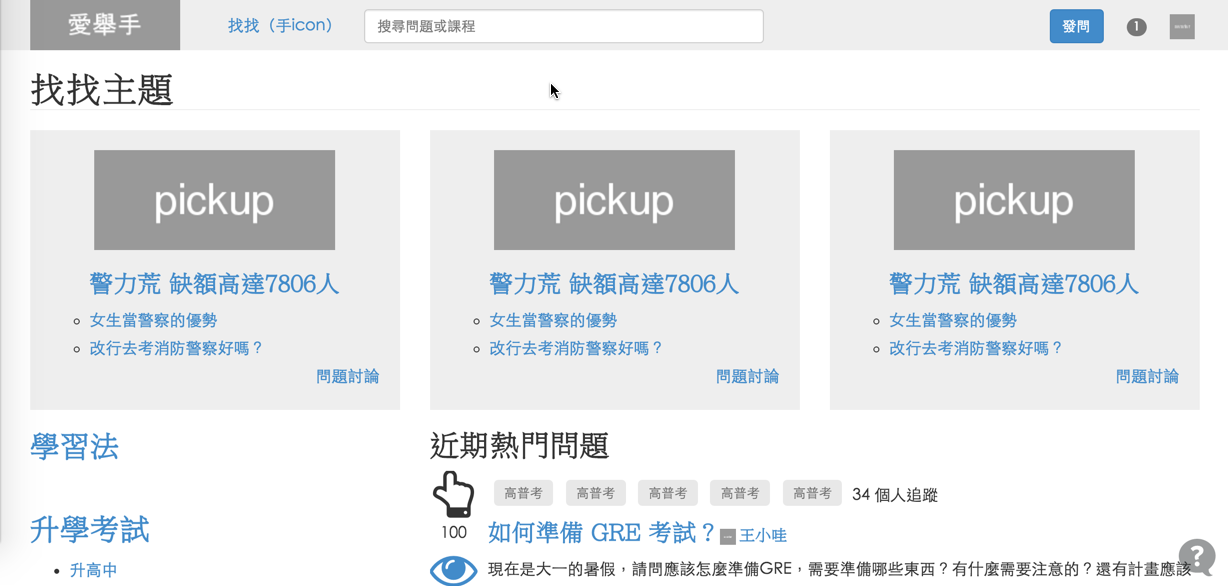 愛舉手
找找（手icon）
搜尋問題或課程
發問
1
找找主題
pickup
警力荒 缺額高達7806人
女生當警察的優勢
改行去考消防警察好嗎？
問題討論
pickup
警力荒 缺額高達7806人
女生當警察的優勢
改行去考消防警察好嗎？
問題討論
pickup
警力荒 缺額高達7806人
女生當警察的優勢
改行去考消防警察好嗎？
問題討論
學習法
升學考試
升高中
近期熱門問題
高普考 高普考 高普考 高普考 高普考 34 個人追蹤
100
如何準備 GRE 考試？ 王小哇
現在是大一的暑假，請問應該怎麼準備GRE，需要準備哪些東西？有什麼需要注意的？還有計畫應該
?